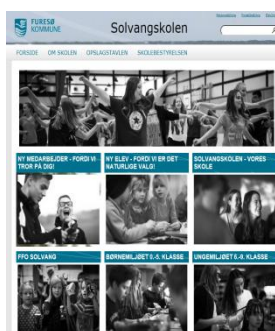 FURESØ
KOMMUNE
Solvangskolen
FORSIDE OM SKOLEN OPSLAGSTAVLEN SKOLEBESTYRELSEN
NY MEDARBEJDER - FORDI VI
TROR PÅ DIG!
NY ELEV - FORDI VI ER DET
NATURLIGE VALG!
SOLVANGSKOLEN - VORES
SKOLE
FFO SOLVANG
BØRNEMILJØET 0.-5. KLASSE
UNGEMILJØET 6.-9. KLASSE